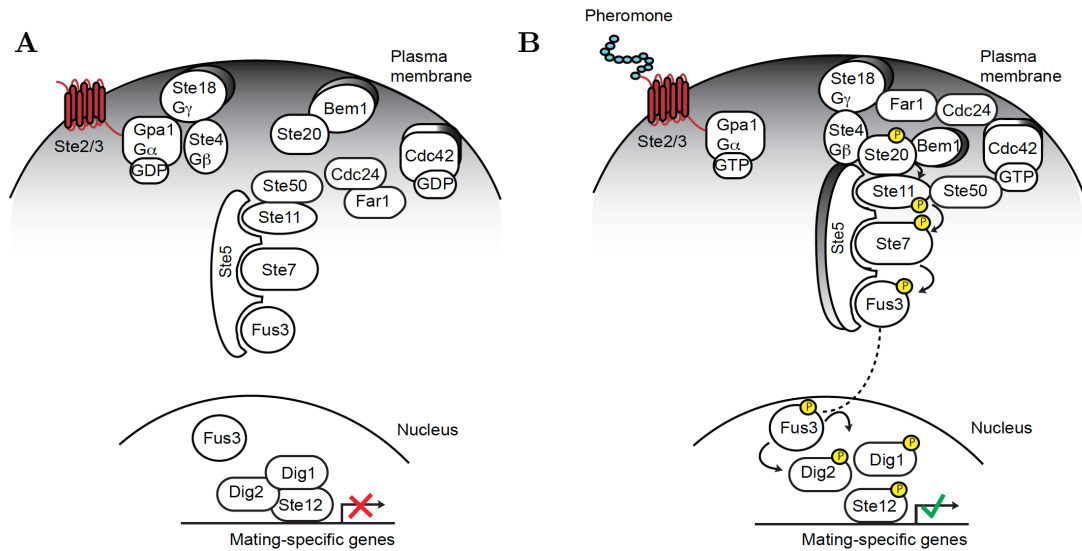 A
Plasma
membrane
Ste2/3
Gpa1
Gα
GDP
Ste18
Gγ
Ste4
Gβ
Bem1
Ste20
Cdc42
GDP
Cdc24
Far1
Ste50
Ste11
Ste5
Ste7
Fus3
Nucleus
Fus3
Dig1
Dig2
Ste12
Mating-specific genes
Pheromone
B
Plasma
membrane
Ste2/3
Gpa1
Gα
GTP
Ste18
Gγ
Far1
Cdc24
Ste4
Gβ
P
Ste20
Bem1
Cdc42
GTP
Ste11
Ste50
P
Ste5
P
Ste7
P
Fus3
Nucleus
P
Fus3
P
Dig2
P
Dig1
P
Ste12
Mating-specific genes